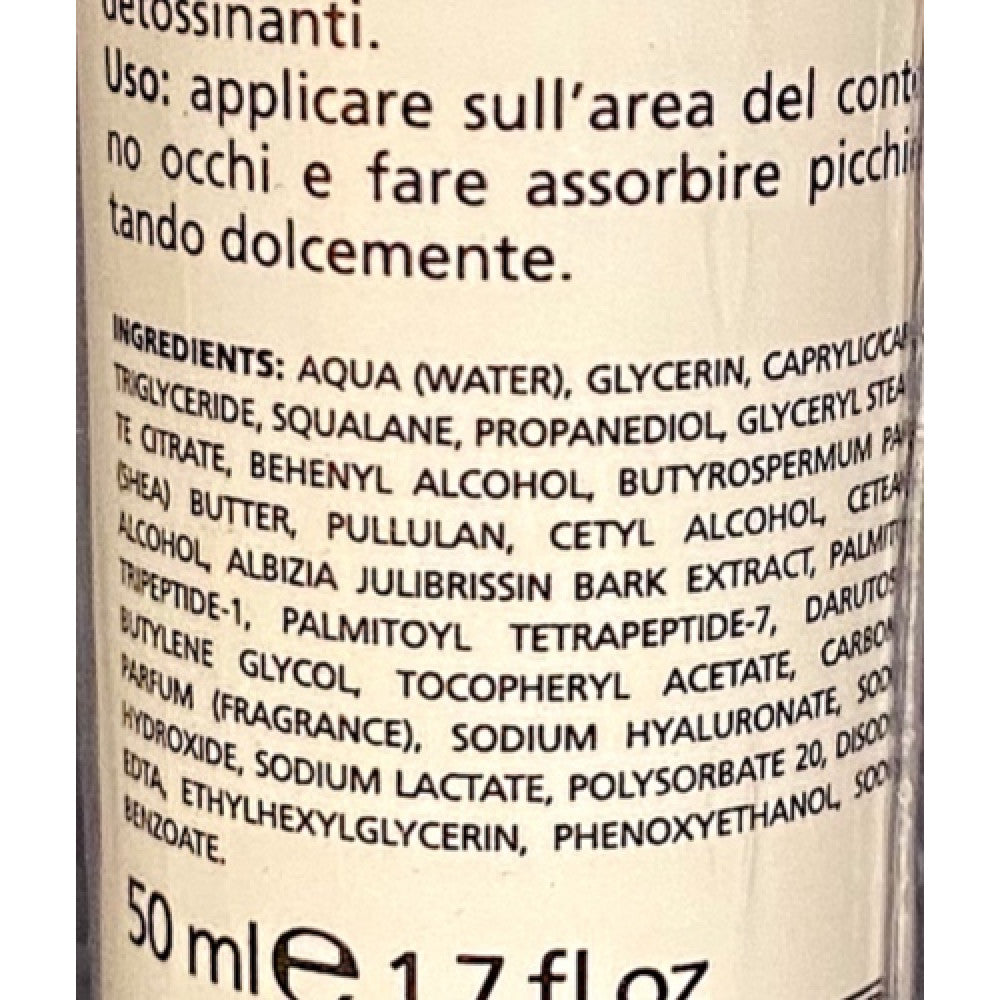 detossinanti.
Uso: applicare sull'area del cont
no occhi e fare assorbire picchi
tando dolcemente.
INGREDIENTS: AQUA (WATER), GLYCERIN, CAPRYLIC/CAP
TRIGLYCERIDE, SQUALANE, PROPANEDIOL, GLYCERYL STEA
TE CITRATE, BEHENYL ALCOHOL, BUTYROSPERMUM PA
(SHEA) BUTTER, PULLULAN, CETYL ALCOHOL, CETEA
ALCOHOL, ALBIZIA JULIBRISSIN BARK EXTRACT, PALMIT
TRIPEPTIDE-1, PALMITOYL TETRAPEPTIDE-7, DARUTOS
BUTYLENE GLYCOL, TOCOPHERYL ACETATE, CARBO
PARFUM (FRAGRANCE), SODIUM HYALURONATE, SOD
HYDROXIDE, SODIUM LACTATE, POLYSORBATE 20, DISOD
EDTA, ETHYLHEXYLGLYCERIN, PHENOXYETHANOL, SOD
BENZOATE.
50 ml e 1.7 fl oz